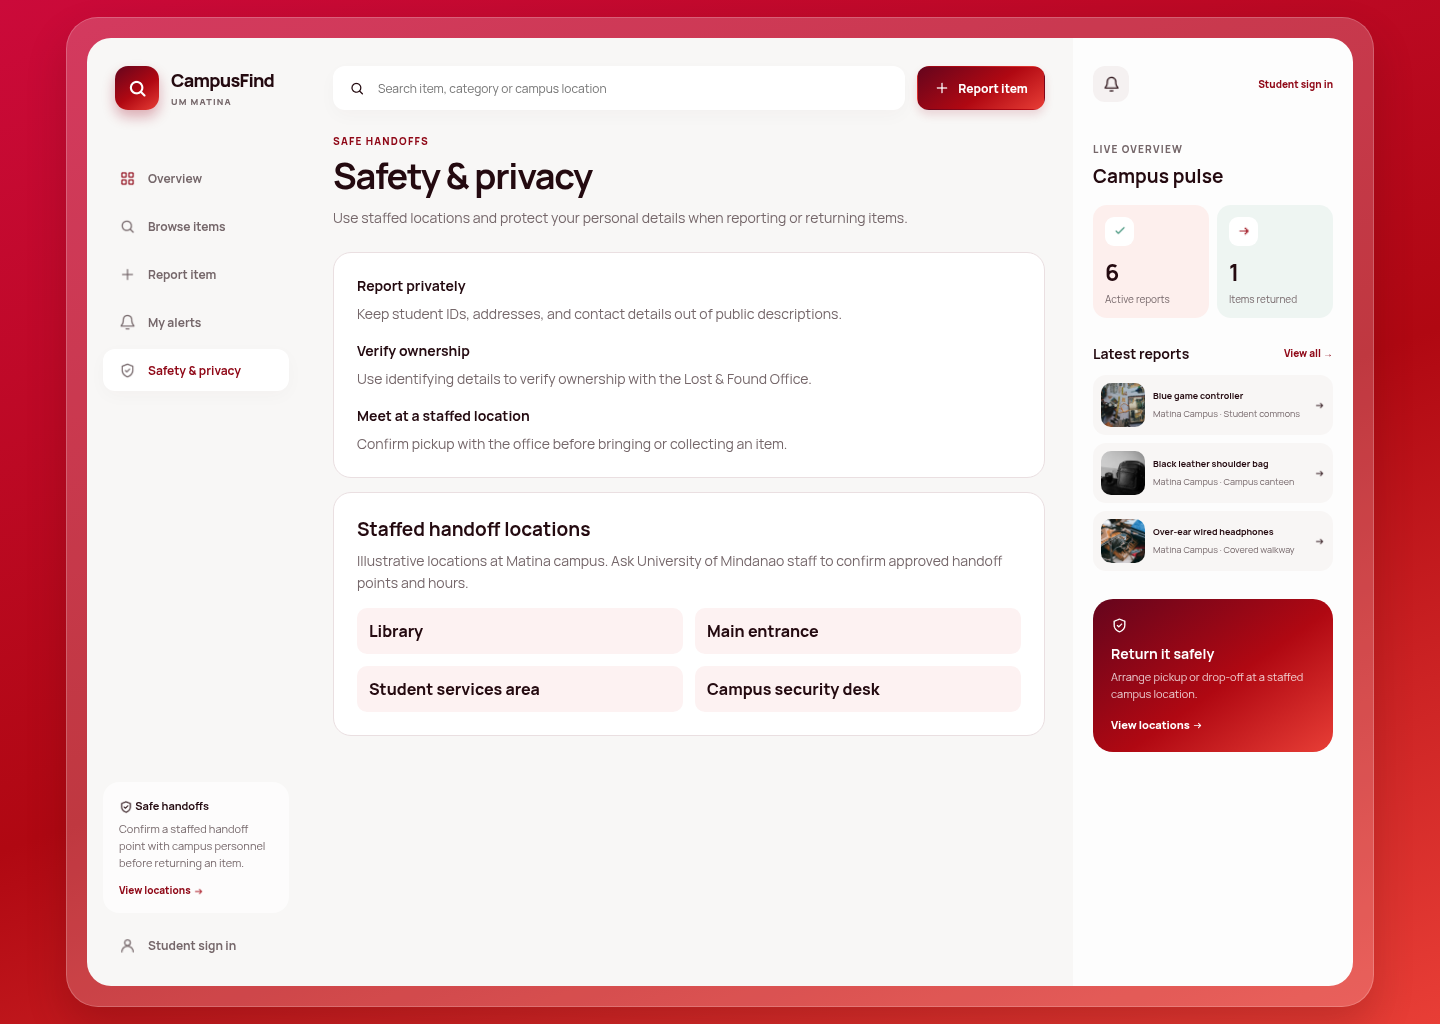 CampusFind
UM MATINA
Overview
Browse items
Report item
My alerts
Safety & privacy
Safe handoffs
Confirm a staffed handoff
point with campus personnel
before returning an item.
View locations →
Student sign in
Search item, category or campus location
Report item
SAFE HANDOFFS
Safety & privacy
Use staffed locations and protect your personal details when reporting or returning items.
Report privately
Keep student IDs, addresses, and contact details out of public descriptions.
Verify ownership
Use identifying details to verify ownership with the Lost & Found Office.
Meet at a staffed location
Confirm pickup with the office before bringing or collecting an item.
Staffed handoff locations
Illustrative locations at Matina campus. Ask University of Mindanao staff to confirm approved handoff
points and hours.
Library
Main entrance
Student services area
Campus security desk
Student sign in
LIVE OVERVIEW
Campus pulse
6
Active reports
1
Items returned
Latest reports
View all →
Blue game controller
Matina Campus · Student commons
Black leather shoulder bag
Matina Campus · Campus canteen
Over-ear wired headphones
Matina Campus · Covered walkway
Return it safely
Arrange pickup or drop-off at a staffed
campus location.
View locations →